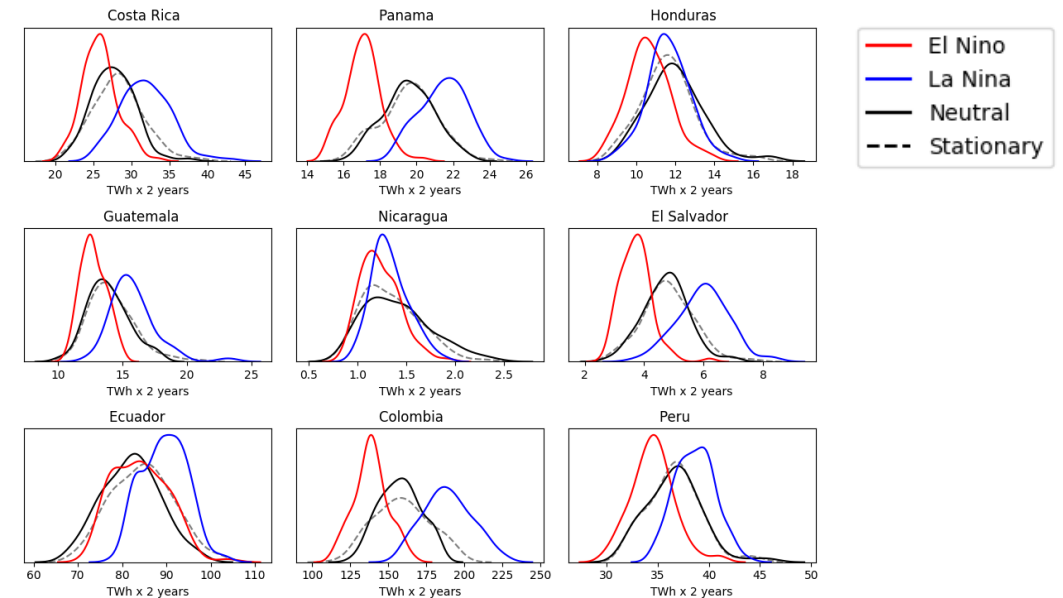 Costa Rica
Panama
Honduras
El Nino
La Nina
Neutral
Stationary
20 25 30 35 40 45
14 16 18 20 22 24 26
8 10 12 14 16 18
TWh x 2 years
TWh x 2 years
TWh x 2 years
Guatemala
Nicaragua
El Salvador
10 15 20 25
0.5 1.0 1.5 2.0 2.5
2 4 6 8
TWh x 2 years
TWh x 2 years
TWh x 2 years
Ecuador
Colombia
Peru
60 70 80 90 100 110
100 125 150 175 200 225 250
30 35 40 45 50
TWh x 2 years
TWh x 2 years
TWh x 2 years